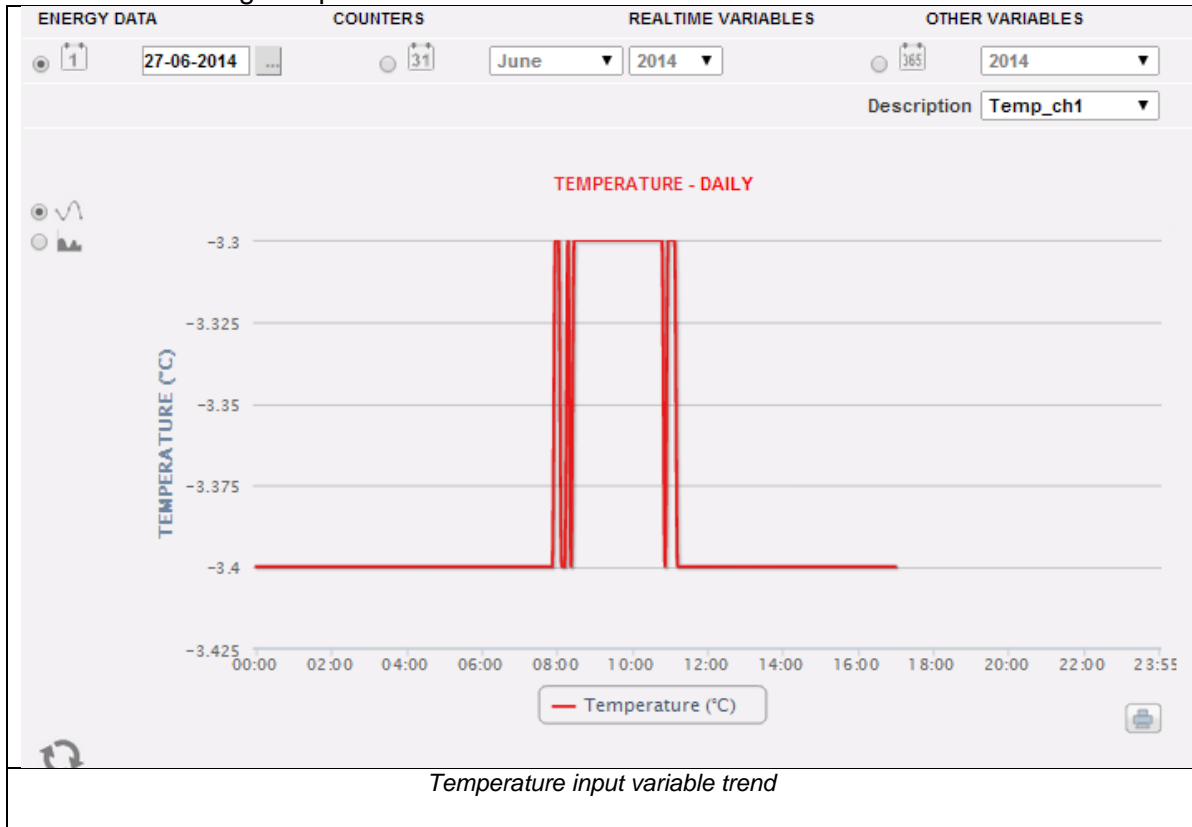 ENERGY DATA COUNTERS REALTIME VARIABLES OTHER VARIABLES
1 27-06-2014 ... 31 June 2014 365 2014
Description Temp_ch1
TEMPERATURE - DAILY
TEMPERATURE (°C)
-3.3
-3.325
-3.35
-3.375
-3.4
-3.425
00:00 02:00 04:00 06:00 08:00 10:00 12:00 14:00 16:00 18:00 20:00 22:00 23:55
Temperature (°C)
Temperature input variable trend